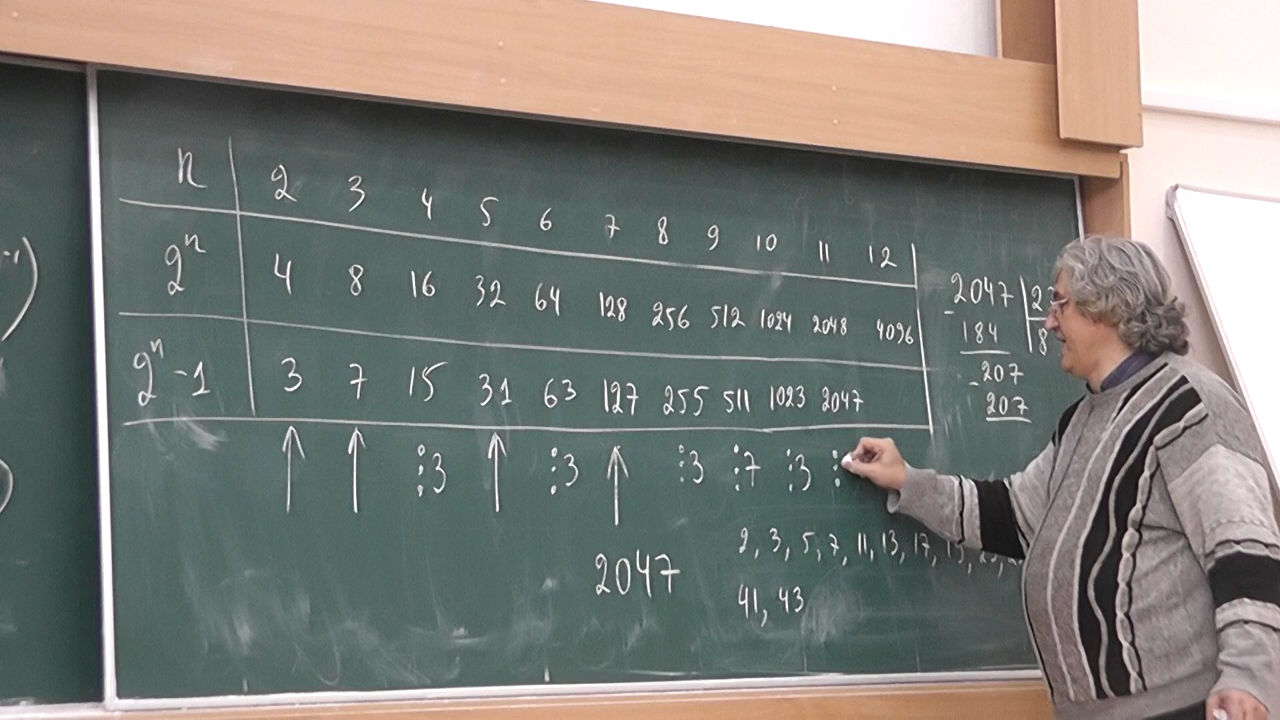 n 2 3 4 5 6 7 8 9 10 11 12
2ⁿ 4 8 16 32 64 128 256 512 1024 2048 4096
2ⁿ-1 3 7 15 31 63 127 255 511 1023 2047
↑ ↑ ⋮3 ↑ ⋮3 ↑ ⋮3 ⋮7 ⋮3 ⋮
2047
2, 3, 5, 7, 11, 13, 17,
41, 43
- 2047
184 8
- 207
207
-1)